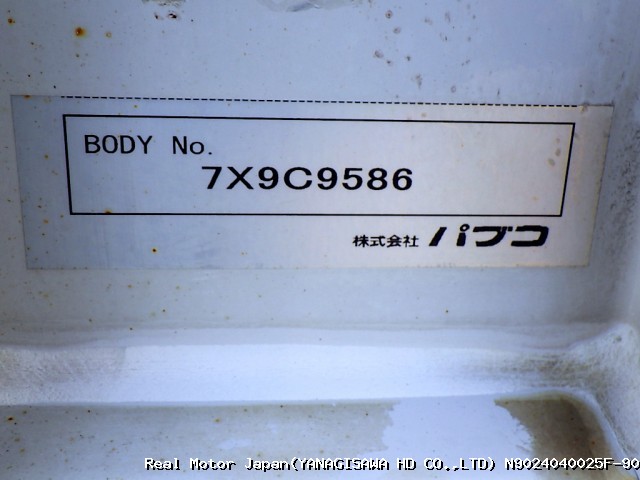 BODY No.
7X9C9586
株式会社 パブコ
Real Motor Japan(YANAGISAWA HD CO.,LTD) N9024040025F-90